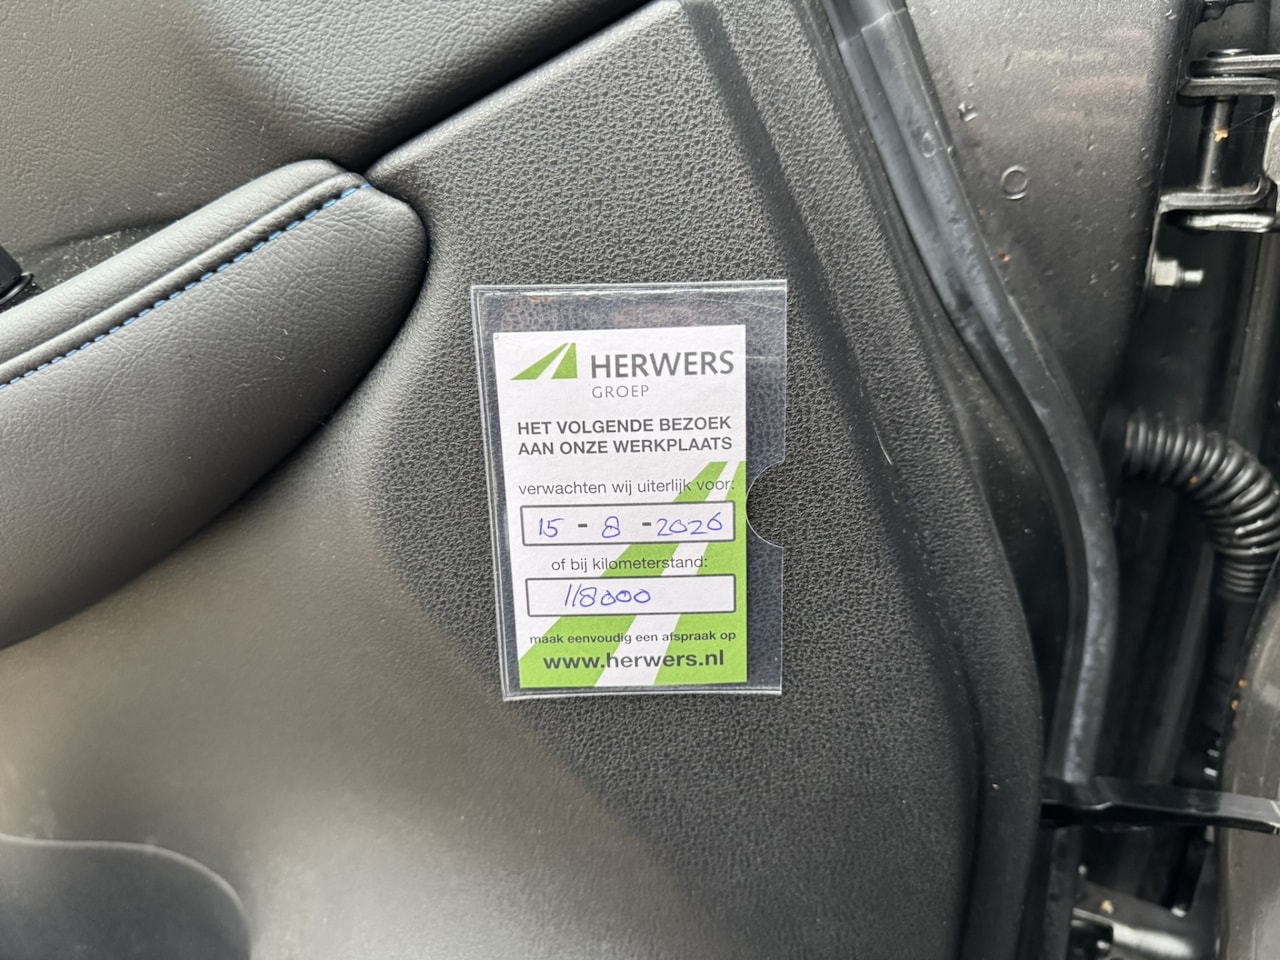 HERWERS
GROEP
HET VOLGENDE BEZOEK
AAN ONZE WERKPLAATS
verwachten wij uiterlijk voor:
15 - 8 - 2026
of bij kilometerstand:
118000
maak eenvoudig een afspraak op
www.herwers.nl